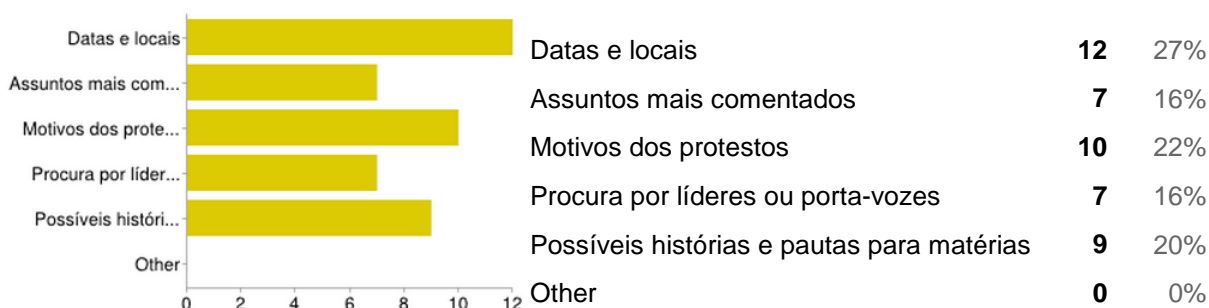 Datas e locais
Assuntos mais com...
Motivos dos prote...
Procura por líder...
Possíveis históri...
Other
0 2 4 6 8 10 12
Datas e locais 12 27%
Assuntos mais comentados 7 16%
Motivos dos protestos 10 22%
Procura por líderes ou porta-vozes 7 16%
Possíveis histórias e pautas para matérias 9 20%
Other 0 0%